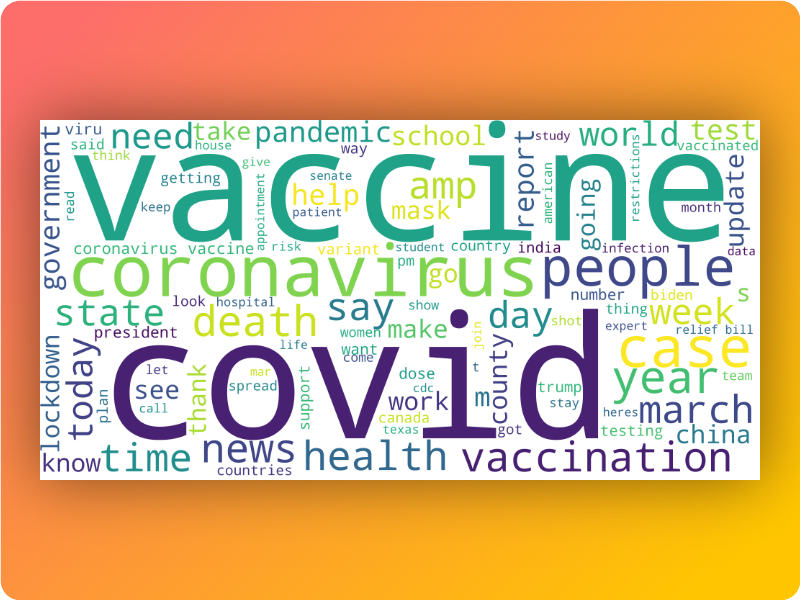 viru
need
take
pandemic
school
study
world
test
said
house
way
vaccinated
think
give
vaccine
government
getting
senate
help
amp
report
american
restrictions
read
keep
appointment
patient
mask
going
month
update
coronavirus vaccine
risk
variant
student
country
india
infection
data
coronavirus
pm
go
people
number
biden
s
state
look
hospital
say
show
day
thing
week
president
death
women
make
join
shot
expert
relief bill
lockdown
today
life
want
come
covid
case
let
mar
dose
t
county
year
team
plan
see
thank
spread
support
cdc
work
m
trump
stay
heres
march
call
canada
texas
got
testing
china
know
time
news
countries
health
vaccination